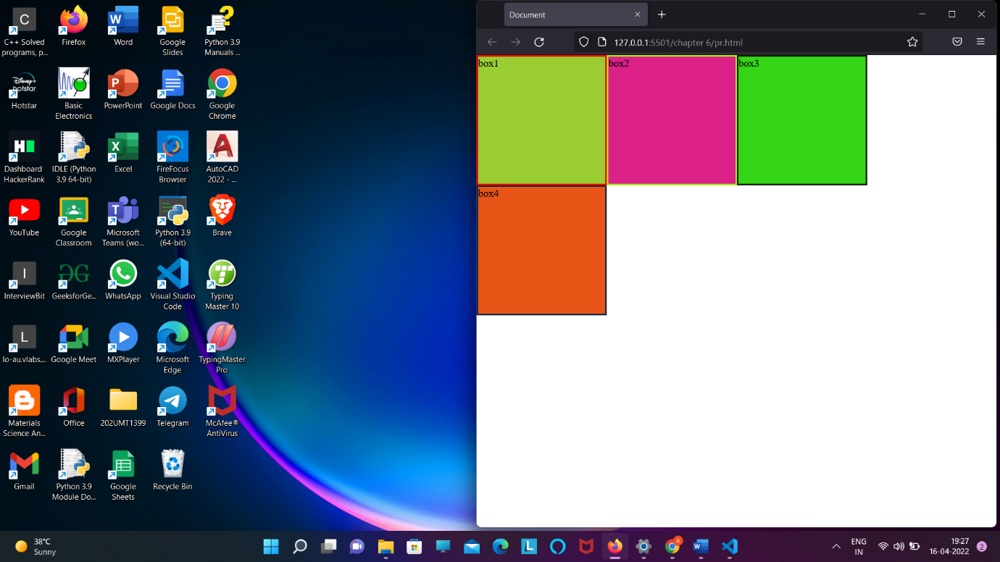 C++ Solved
programs, p...
Firefox
Word
Google
Slides
Python 3.9
Manuals ...
Disney+
hotstar
Hotstar
Basic
Electronics
PowerPoint
Google Docs
Google
Chrome
Dashboard
HackerRank
IDLE (Python
3.9 64-bit)
Excel
FireFocus
Browser
AutoCAD
2022 - ...
YouTube
Google
Classroom
Microsoft
Teams (wo...
Python 3.9
(64-bit)
Brave
InterviewBit
GeeksforGe...
WhatsApp
Visual Studio
Code
Typing
Master 10
lo-au.vlabs....
Google Meet
MXPlayer
Microsoft
Edge
TypingMaster
Pro
Materials
Science An...
Office
202UMT1399
Telegram
McAfee®
AntiVirus
Gmail
Python 3.9
Module Do...
Google
Sheets
Recycle Bin
Document
127.0.0.1:5501/chapter 6/pr.html
box1
box2
box3
box4
38°C
Sunny
ENG
IN
19:27
16-04-2022
2